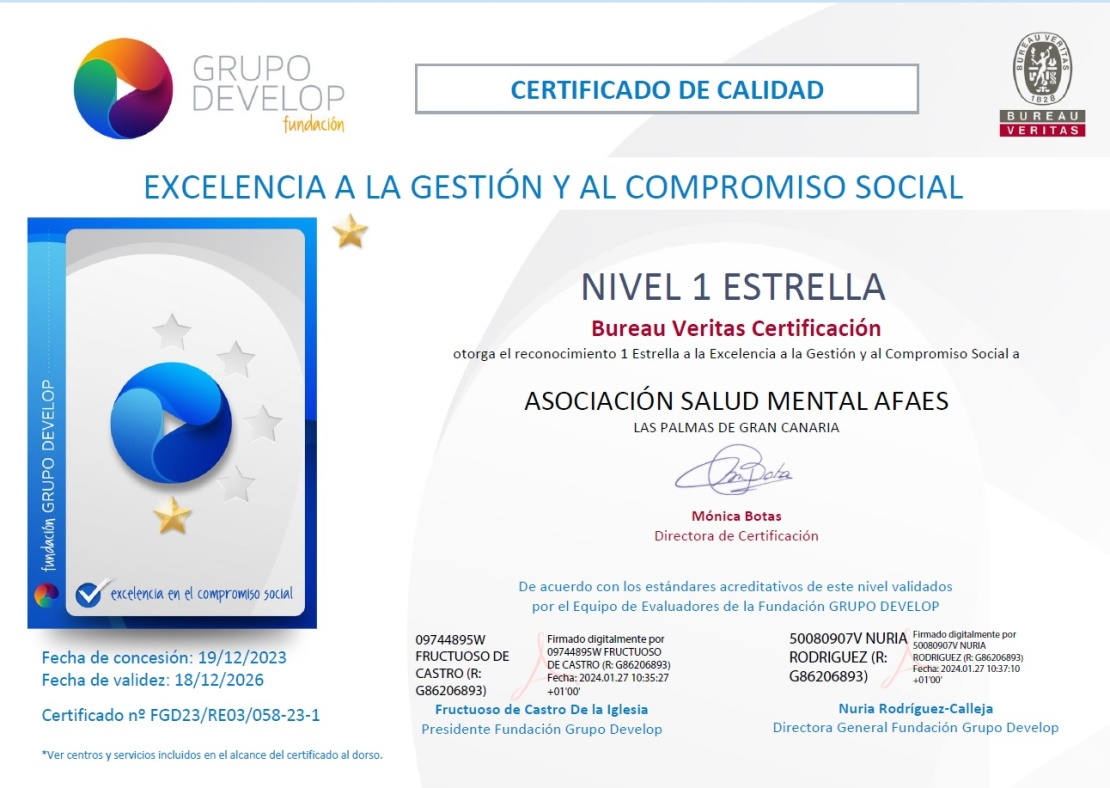 GRUPO
DEVELOP
fundación
CERTIFICADO DE CALIDAD
BUREAU VERITAS
1828
BUREAU
VERITAS
EXCELENCIA A LA GESTIÓN Y AL COMPROMISO SOCIAL
fundación GRUPO DEVELOP
excelencia en el compromiso social
NIVEL 1 ESTRELLA
Bureau Veritas Certificación
otorga el reconocimiento 1 Estrella a la Excelencia a la Gestión y al Compromiso Social a
ASOCIACIÓN SALUD MENTAL AFAES
LAS PALMAS DE GRAN CANARIA
Mónica Botas
Directora de Certificación
De acuerdo con los estándares acreditativos de este nivel validados
por el Equipo de Evaluadores de la Fundación GRUPO DEVELOP
Fecha de concesión: 19/12/2023
Fecha de validez: 18/12/2026
Certificado nº FGD23/RE03/058-23-1
*Ver centros y servicios incluidos en el alcance del certificado al dorso.
09744895W
FRUCTUOSO DE
CASTRO (R:
G86206893)
Firmado digitalmente por
09744895W FRUCTUOSO
DE CASTRO (R: G86206893)
Fecha: 2024.01.27 10:35:27
+01'00'
Fructuoso de Castro De la Iglesia
Presidente Fundación Grupo Develop
50080907V NURIA
RODRIGUEZ (R:
G86206893)
Firmado digitalmente por
50080907V NURIA
RODRIGUEZ (R: G86206893)
Fecha: 2024.01.27 10:37:10
+01'00'
Nuria Rodríguez-Calleja
Directora General Fundación Grupo Develop